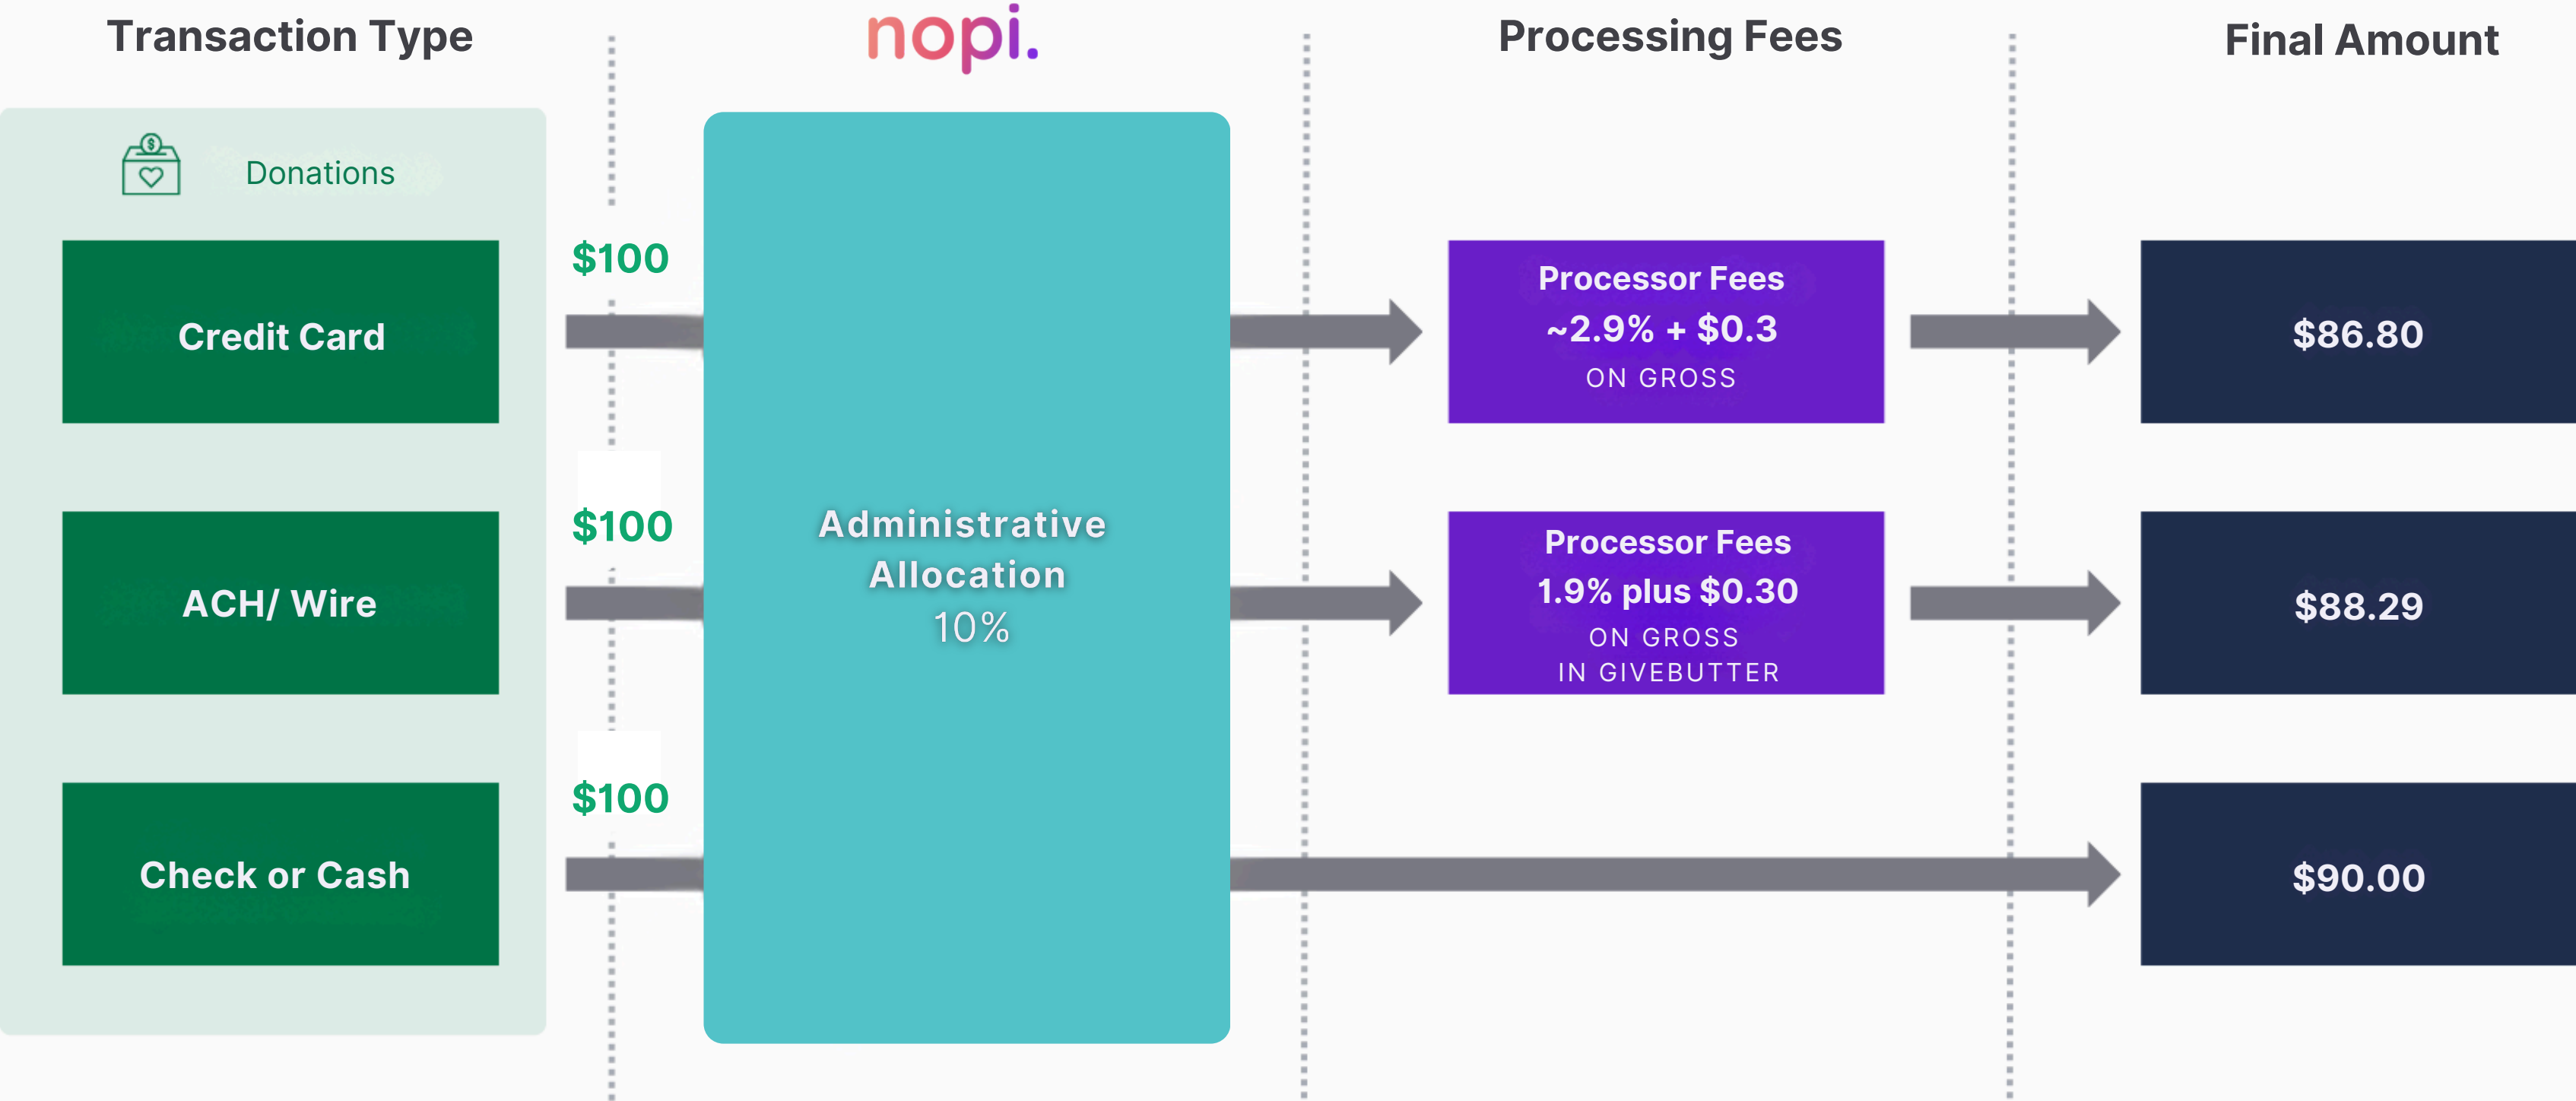 Transaction Type
nopi.
Processing Fees
Final Amount
$
Donations
Credit Card
$100
Processor Fees
~2.9% + $0.3
ON GROSS
$86.80
ACH/ Wire
$100
Administrative
Allocation
10%
Processor Fees
1.9% plus $0.30
ON GROSS
IN GIVEBUTTER
$88.29
Check or Cash
$100
$90.00